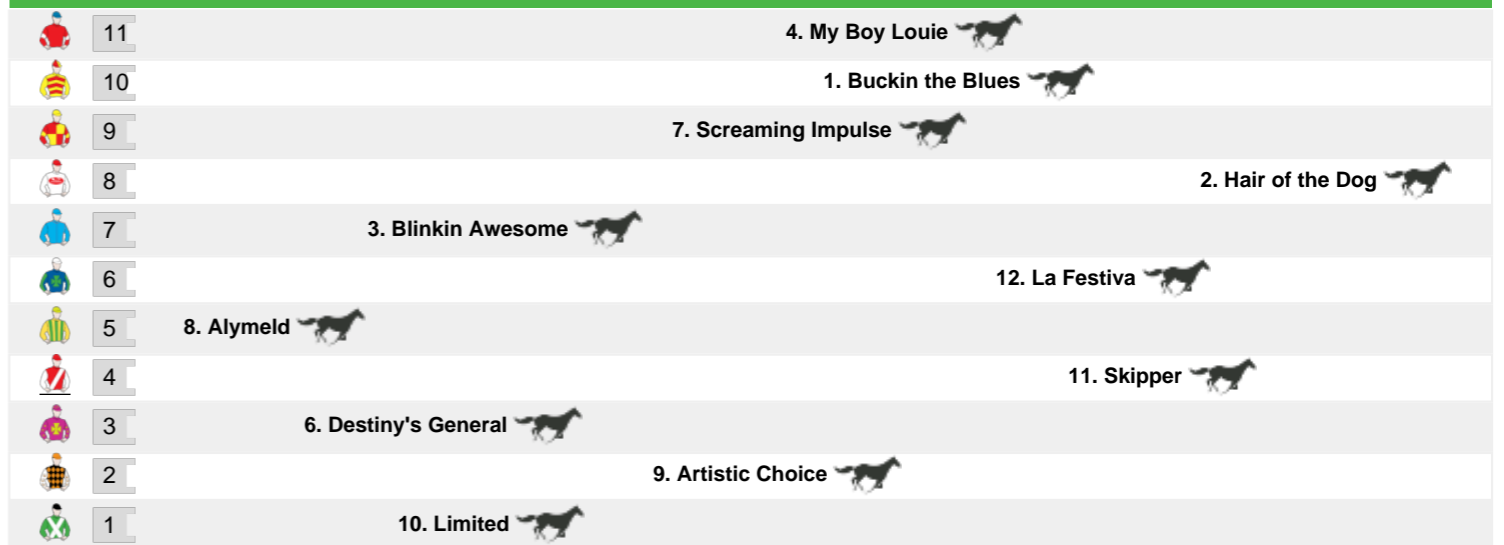 11 4. My Boy Louie
10 1. Buckin the Blues
9 7. Screaming Impulse
8 2. Hair of the Dog
7 3. Blinkin Awesome
6 12. La Festiva
5 8. Alymeld
4 11. Skipper
3 6. Destiny's General
2 9. Artistic Choice
1 10. Limited